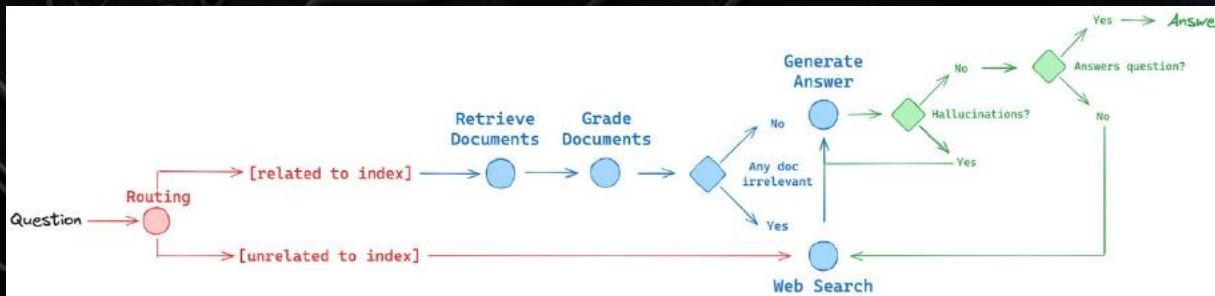 Question
Routing
[related to index]
[unrelated to index]
Retrieve
Documents
Grade
Documents
Any doc
irrelevant
No
Yes
Generate
Answer
Web Search
Hallucinations?
No
Yes
Answers question?
Yes
No
Answe